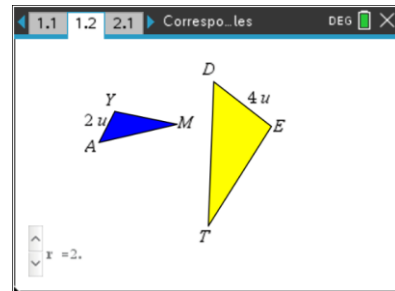 1.1 1.2 2.1 Correspo...les DEG
D
Y 4 u
2 u M E
A
T
r =2.